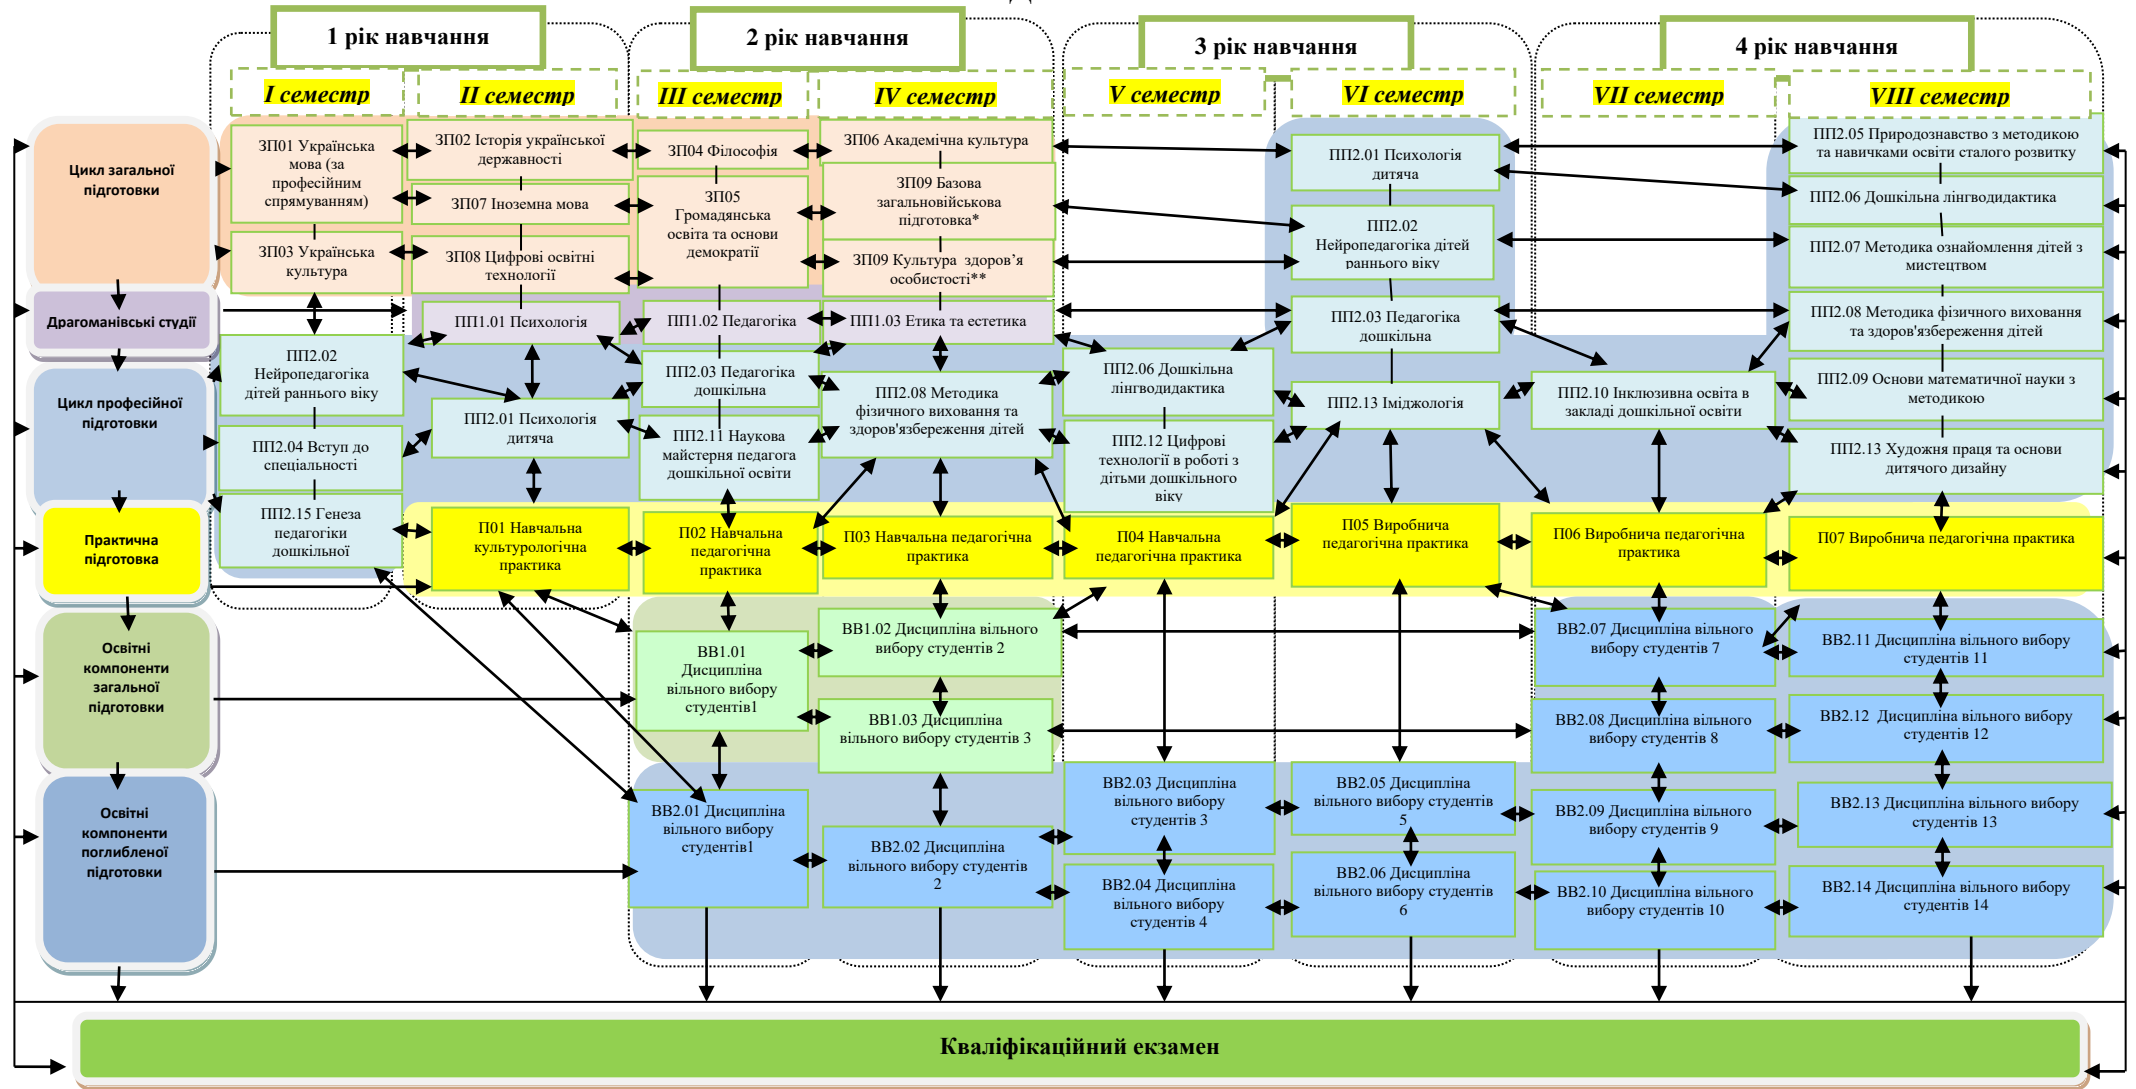 1 рік навчання
2 рік навчання
3 рік навчання
4 рік навчання
І семестр
ІІ семестр
ІІІ семестр
IV семестр
V семестр
VI семестр
VII семестр
VIII семестр
Цикл загальної
підготовки
Драгоманівські студії
Цикл професійної
підготовки
Практична
підготовка
Освітні
компоненти
загальної
підготовки
Освітні
компоненти
поглибленої
підготовки
ЗП01 Українська
мова (за
професійним
спрямуванням)
ЗП03 Українська
культура
ПП2.02
Нейропедагогіка
дітей раннього віку
ПП2.04 Вступ до
спеціальності
ПП2.15 Генеза
педагогіки
дошкільної
ЗП02 Історія української
державності
ЗП07 Іноземна мова
ЗП08 Цифрові освітні
технології
ПП1.01 Психологія
ПП2.01 Психологія
дитяча
П01 Навчальна
культурологічна
практика
ЗП04 Філософія
ЗП05
Громадянська
освіта та основи
демократії
ПП1.02 Педагогіка
ПП2.03 Педагогіка
дошкільна
ПП2.11 Наукова
майстерня педагога
дошкільної освіти
П02 Навчальна
педагогічна
практика
ВВ1.01
Дисципліна
вільного вибору
студентів1
ВВ2.01 Дисципліна
вільного вибору
студентів1
ЗП06 Академічна культура
ЗП09 Базова
загальновійськова
підготовка*
ЗП09 Культура здоров’я
особистості**
ПП1.03 Етика та естетика
ПП2.08 Методика
фізичного виховання та
здоров'язбереження дітей
П03 Навчальна педагогічна
практика
ВВ1.02 Дисципліна вільного
вибору студентів 2
ВВ1.03 Дисципліна
вільного вибору студентів 3
ВВ2.02 Дисципліна
вільного вибору студентів
2
ПП2.06 Дошкільна
лінгводидактика
ПП2.12 Цифрові
технології в роботі з
дітьми дошкільного
віку
П04 Навчальна
педагогічна практика
ВВ2.03 Дисципліна
вільного вибору
студентів 3
ВВ2.04 Дисципліна
вільного вибору
студентів 4
ПП2.01 Психологія
дитяча
ПП2.02
Нейропедагогіка дітей
раннього віку
ПП2.03 Педагогіка
дошкільна
ПП2.13 Іміджологія
П05 Виробнича
педагогічна практика
ВВ2.05 Дисципліна
вільного вибору студентів
5
ВВ2.06 Дисципліна
вільного вибору студентів
6
ПП2.10 Інклюзивна освіта в
закладі дошкільної освіти
П06 Виробнича педагогічна
практика
ВВ2.07 Дисципліна вільного
вибору студентів 7
ВВ2.08 Дисципліна вільного
вибору студентів 8
ВВ2.09 Дисципліна вільного
вибору студентів 9
ВВ2.10 Дисципліна вільного
вибору студентів 10
ПП2.05 Природознавство з методикою
та навичками освіти сталого розвитку
ПП2.06 Дошкільна лінгводидактика
ПП2.07 Методика ознайомлення дітей з
мистецтвом
ПП2.08 Методика фізичного виховання
та здоров'язбереження дітей
ПП2.09 Основи математичної науки з
методикою
ПП2.13 Художня праця та основи
дитячого дизайну
П07 Виробнича педагогічна практика
ВВ2.11 Дисципліна вільного вибору
студентів 11
ВВ2.12 Дисципліна вільного вибору
студентів 12
ВВ2.13 Дисципліна вільного вибору
студентів 13
ВВ2.14 Дисципліна вільного вибору
студентів 14
Кваліфікаційний екзамен